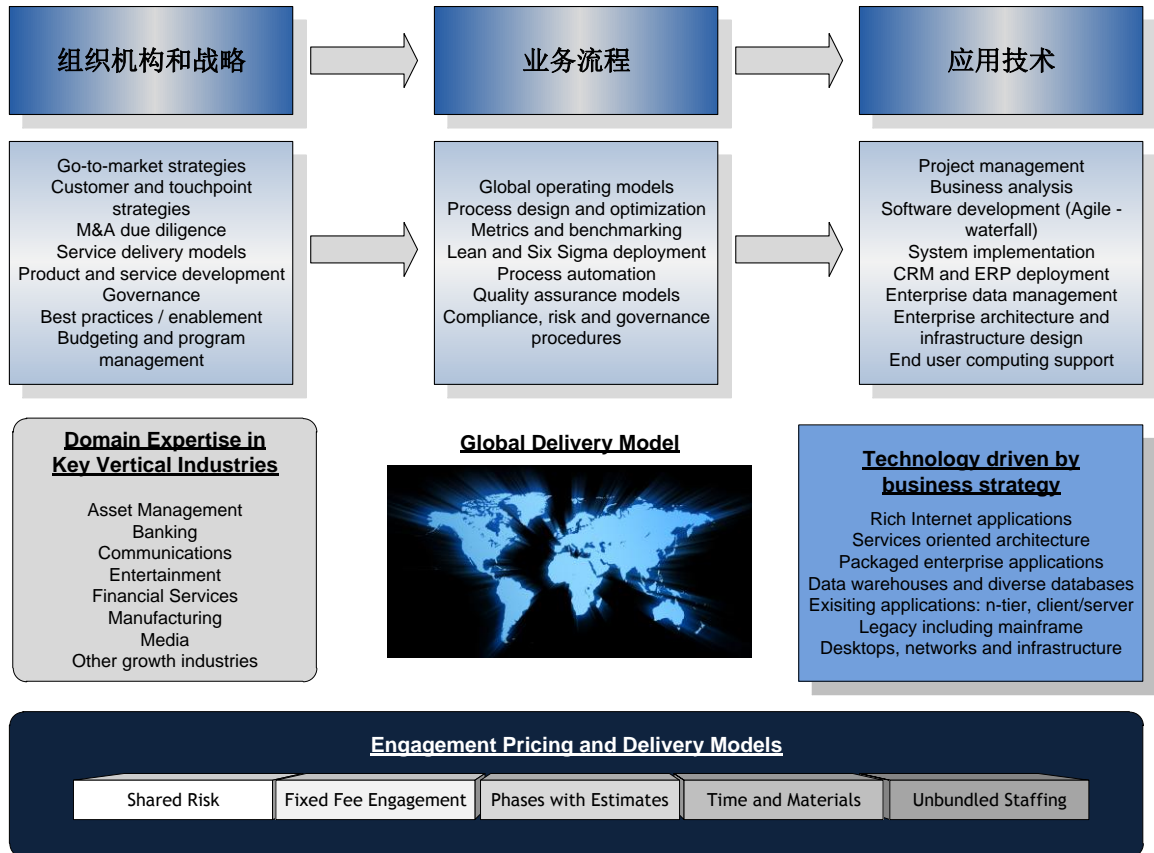 组织机构和战略
业务流程
应用技术
Go-to-market strategies
Customer and touchpoint
strategies
M&A due diligence
Service delivery models
Product and service development
Governance
Best practices / enablement
Budgeting and program
management
Global operating models
Process design and optimization
Metrics and benchmarking
Lean and Six Sigma deployment
Process automation
Quality assurance models
Compliance, risk and governance
procedures
Project management
Business analysis
Software development (Agile -
waterfall)
System implementation
CRM and ERP deployment
Enterprise data management
Enterprise architecture and
infrastructure design
End user computing support
Domain Expertise in
Key Vertical Industries
Asset Management
Banking
Communications
Entertainment
Financial Services
Manufacturing
Media
Other growth industries
Global Delivery Model
Technology driven by
business strategy
Rich Internet applications
Services oriented architecture
Packaged enterprise applications
Data warehouses and diverse databases
Exisiting applications: n-tier, client/server
Legacy including mainframe
Desktops, networks and infrastructure
Engagement Pricing and Delivery Models
Shared Risk
Fixed Fee Engagement
Phases with Estimates
Time and Materials
Unbundled Staffing